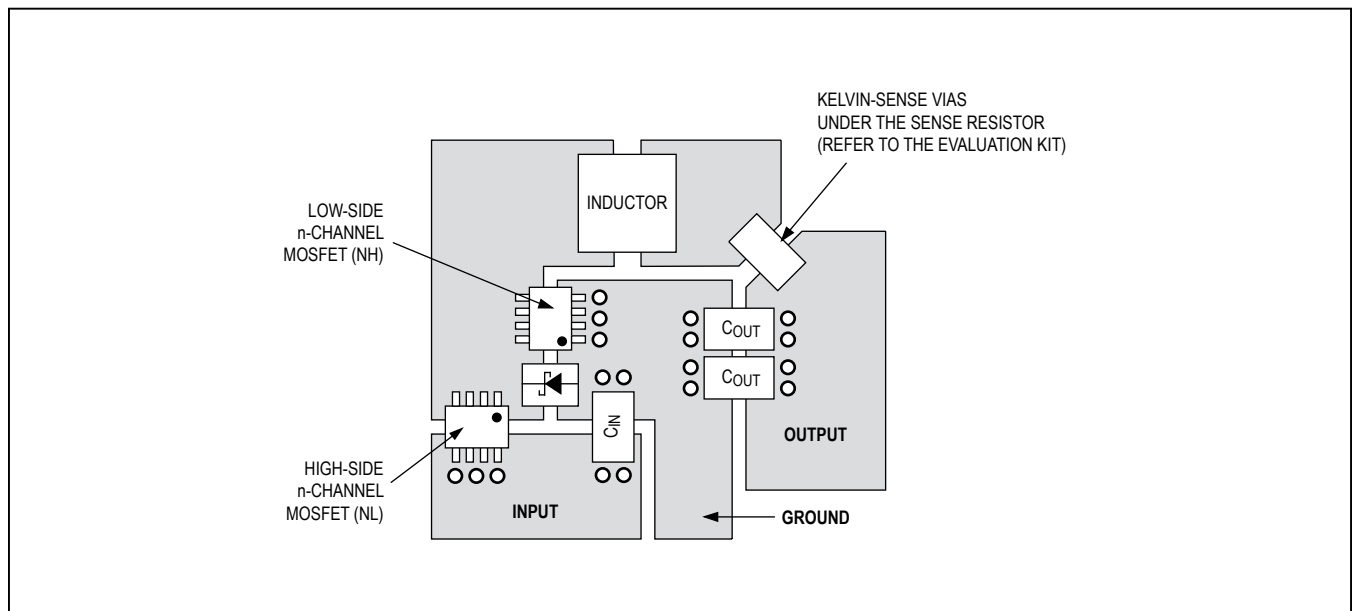 KELVIN-SENSE VIAS
UNDER THE SENSE RESISTOR
(REFER TO THE EVALUATION KIT)
INDUCTOR
LOW-SIDE
n-CHANNEL
MOSFET (NH)
COUT
COUT
CIN
OUTPUT
HIGH-SIDE
n-CHANNEL
MOSFET (NL)
INPUT
GROUND